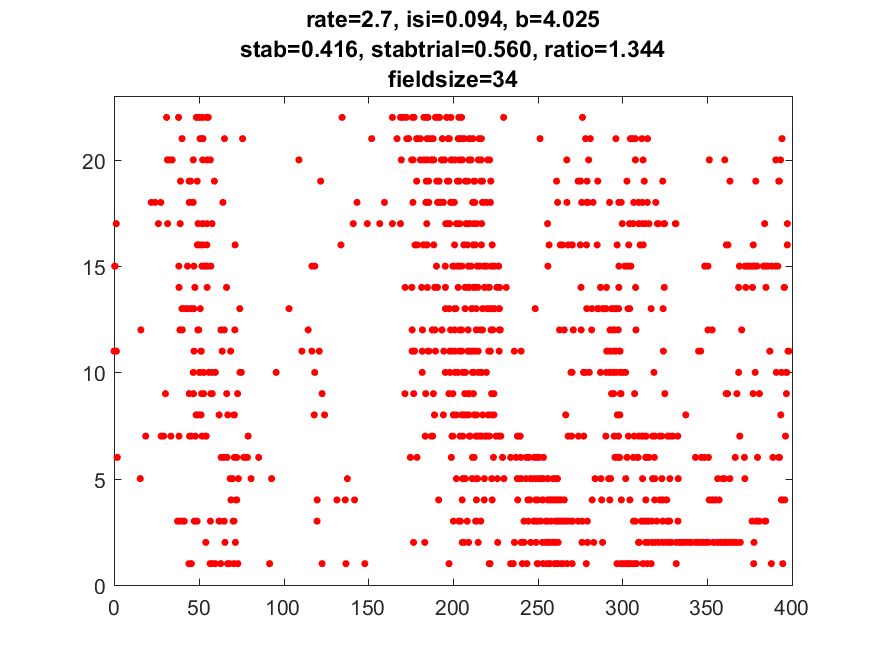 rate=2.7, isi=0.094, b=4.025
stab=0.416, stabtrial=0.560, ratio=1.344
fieldsize=34
20
15
10
5
0
0 50 100 150 200 250 300 350 400